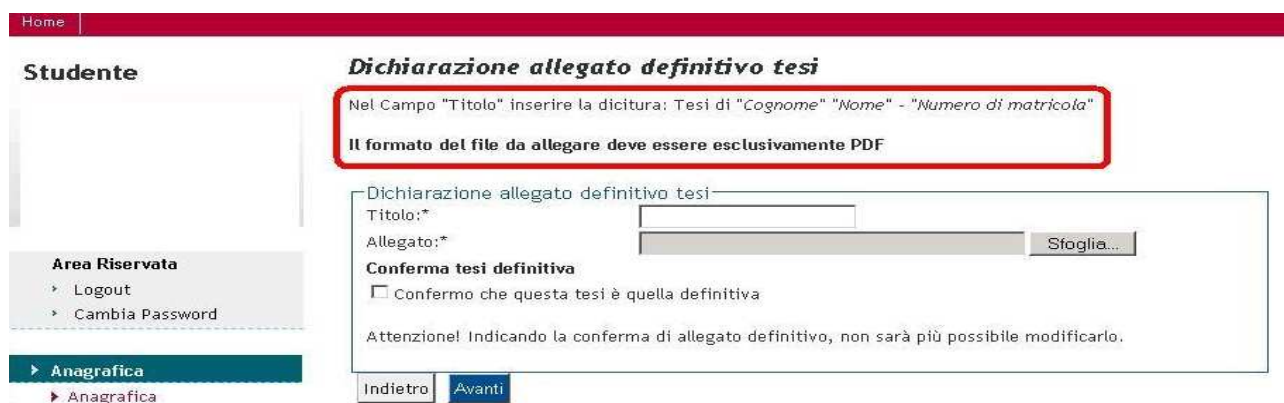 Home
Studente
Area Riservata
Logout
Cambia Password
Anagrafica
Anagrafica
Dichiarazione allegato definitivo tesi
Nel Campo "Titolo" inserire la dicitura: Tesi di "Cognome" "Nome" - "Numero di matricola"
Il formato del file da allegare deve essere esclusivamente PDF
Dichiarazione allegato definitivo tesi
Titolo:*
Allegato:* Sfoglia...
Conferma tesi definitiva
Confermo che questa tesi è quella definitiva
Attenzione! Indicando la conferma di allegato definitivo, non sarà più possibile modificarlo.
Indietro Avanti